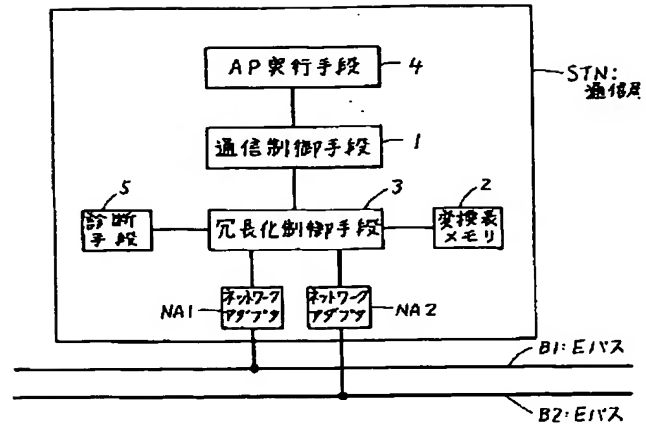 AP実行手段
4
STN:
通信局
通信制御手段
1
5
診断
手段
冗長化制御手段
3
2
変換表
メモリ
NA1
ネットワーク
アダプタ
ネットワーク
アダプタ
NA2
B1:Eバス
B2:Eバス